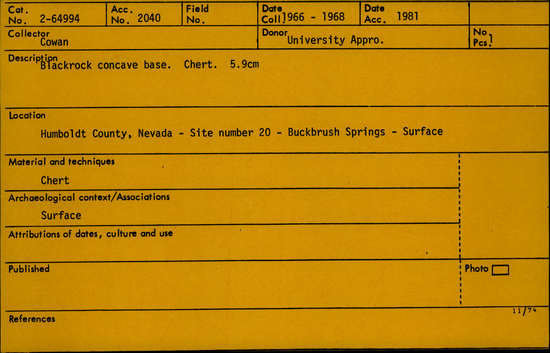 Cat. No. 2-64994 Acc. No. 2040 Field No. Date Coll. 1966 - 1968 Date Acc. 1981
Collector Cowan Donor University Appro. No. Pcs. 1
Description Blackrock concave base. Chert. 5.9cm
Location
Humboldt County, Nevada - Site number 20 - Buckbrush Springs - Surface
Material and techniques
Chert
Archaeological context/Associations
Surface
Attributions of dates, culture and use
Published Photo
11/74
References